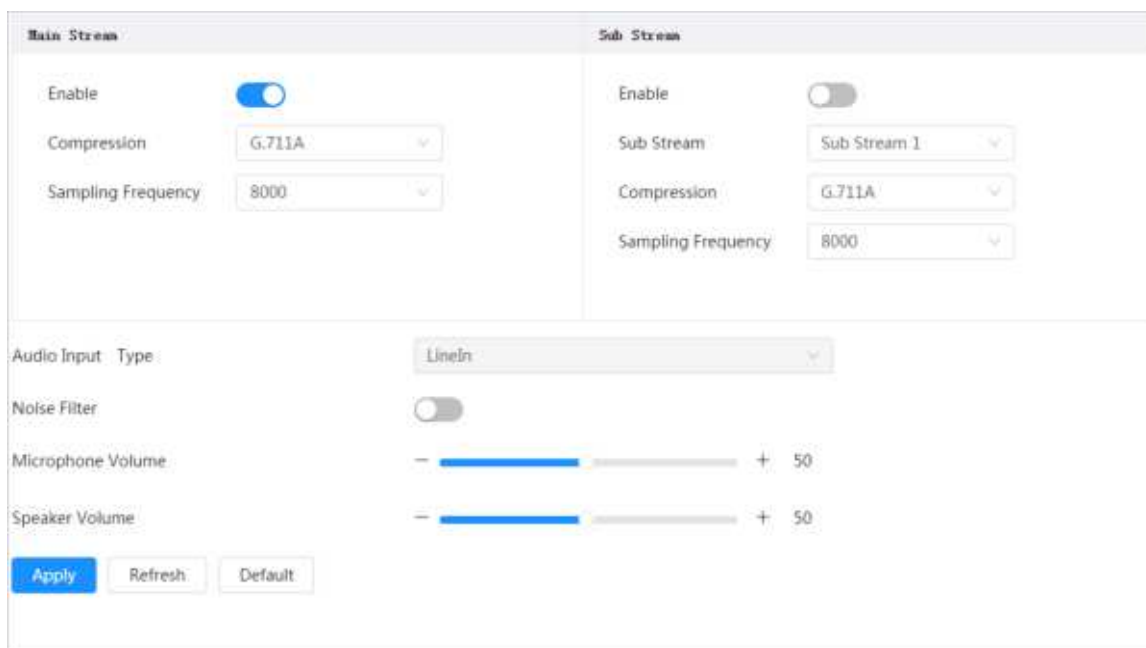 Main Stream
Enable
Compression G.711A
Sampling Frequency 8000
Sub Stream
Enable
Sub Stream Sub Stream 1
Compression G.711A
Sampling Frequency 8000
Audio Input Type LineIn
Noise Filter
Microphone Volume − + 50
Speaker Volume − + 50
Apply Refresh Default